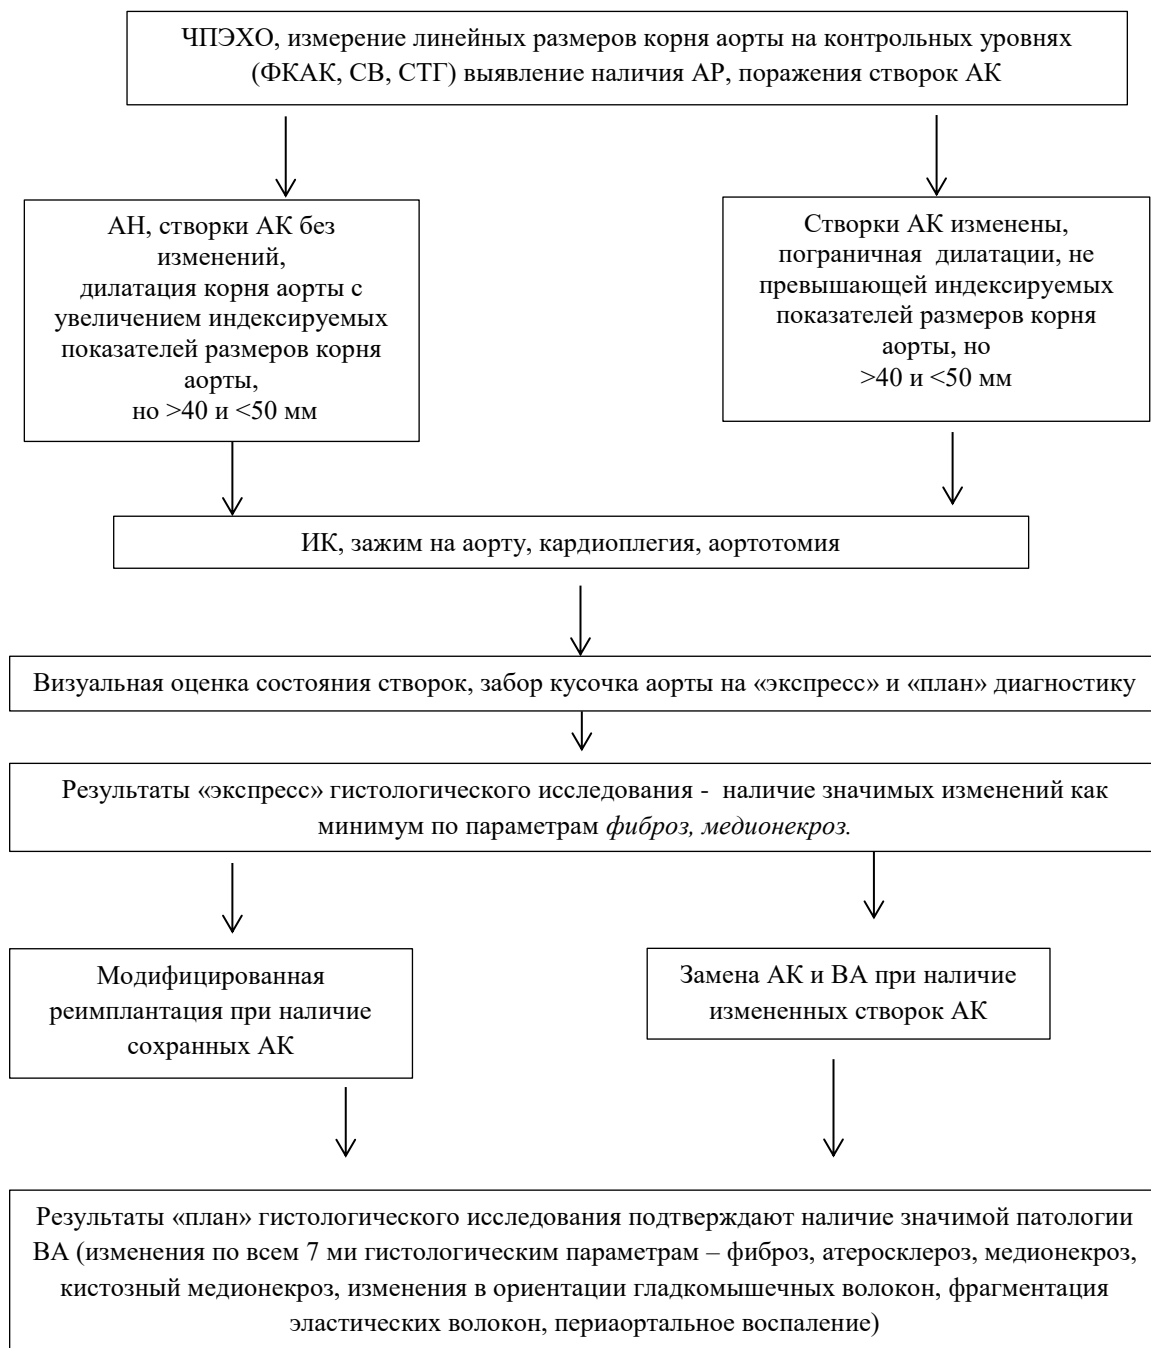 ЧПЭХО, измерение линейных размеров корня аорты на контрольных уровнях
(ФКАК, СВ, СТГ) выявление наличия АР, поражения створок АК
АН, створки АК без
изменений,
дилатация корня аорты с
увеличением индексируемых
показателей размеров корня
аорты,
но >40 и <50 мм
Створки АК изменены,
пограничная дилатации, не
превышающей индексируемых
показателей размеров корня
аорты, но
>40 и <50 мм
ИК, зажим на аорту, кардиоплегия, аортотомия
Визуальная оценка состояния створок, забор кусочка аорты на «экспресс» и «план» диагностику
Результаты «экспресс» гистологического исследования - наличие значимых изменений как
минимум по параметрам фиброз, медионекроз.
Модифицированная
реимплантация при наличие
сохранных АК
Замена АК и ВА при наличие
измененных створок АК
Результаты «план» гистологического исследования подтверждают наличие значимой патологии
ВА (изменения по всем 7 ми гистологическим параметрам – фиброз, атеросклероз, медионекроз,
кистозный медионекроз, изменения в ориентации гладкомышечных волокон, фрагментация
эластических волокон, периаортальное воспаление)